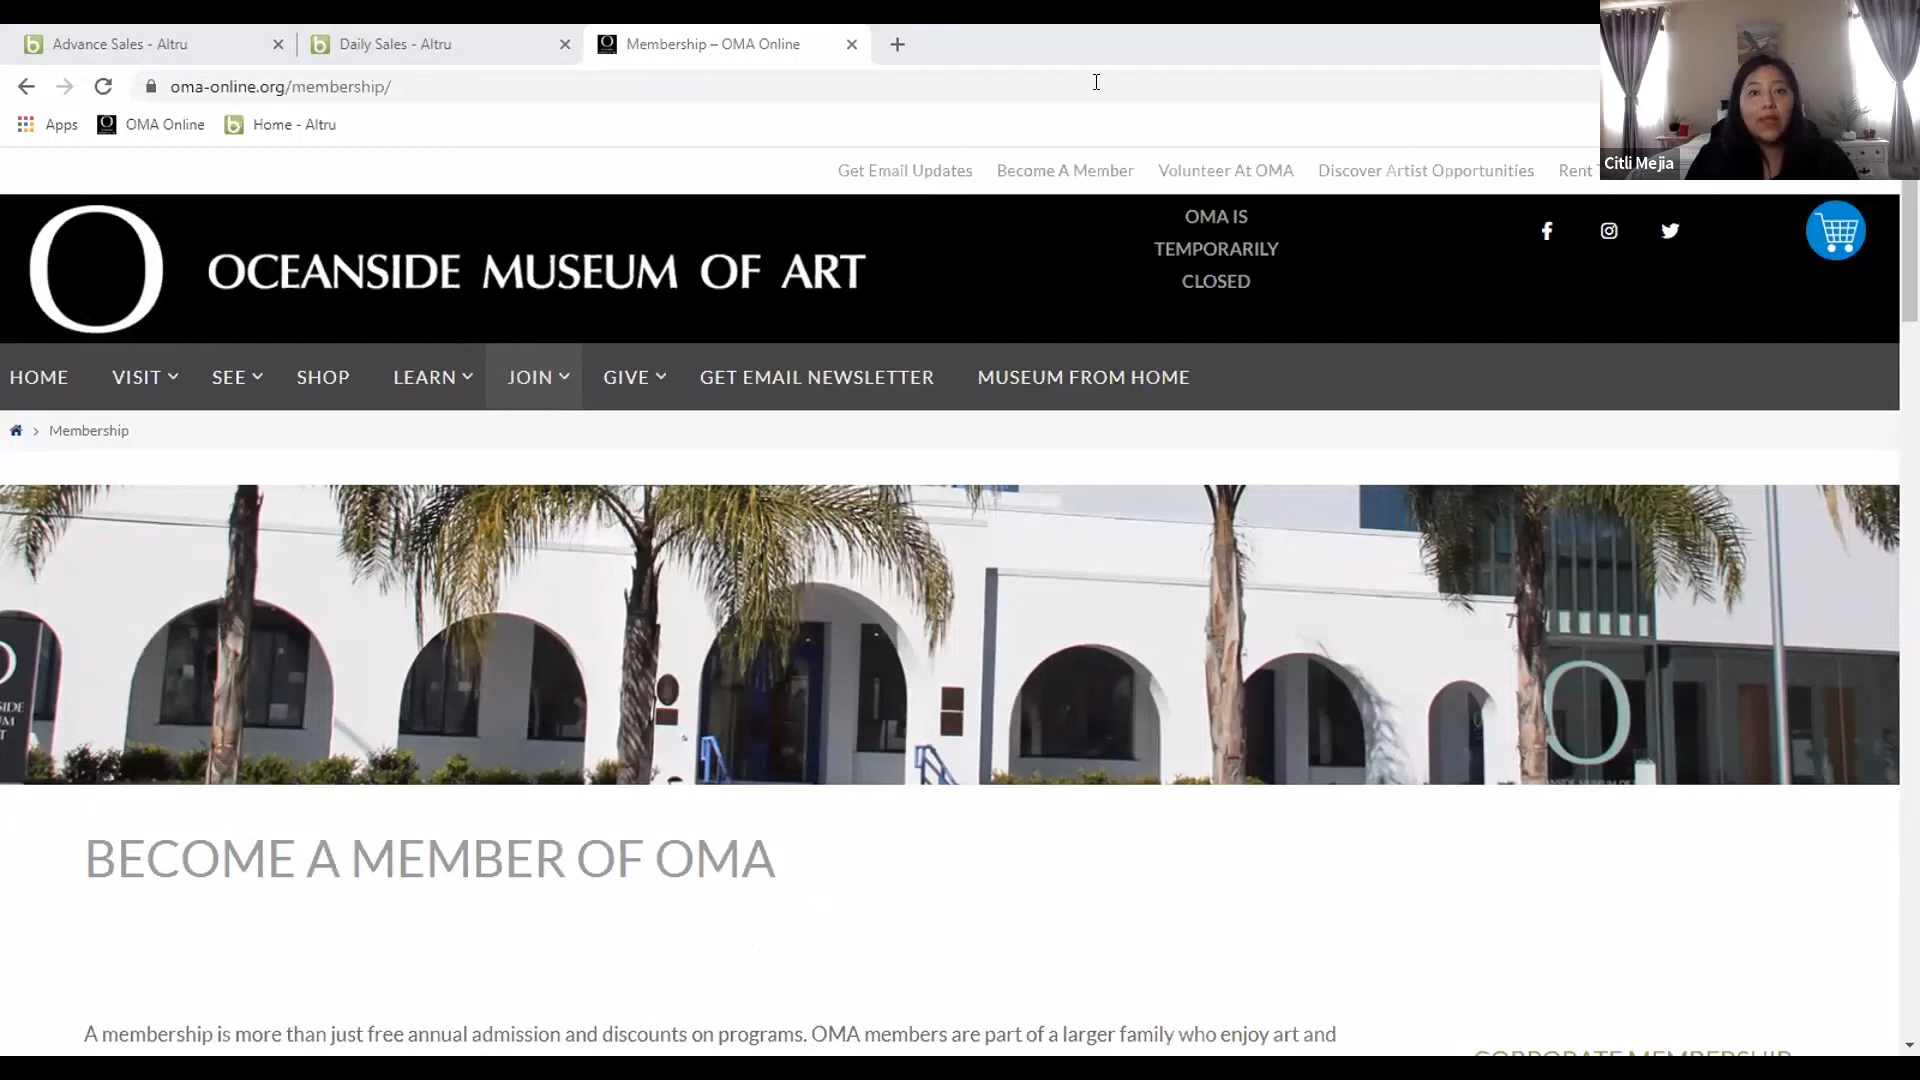 Advance Sales - Altru
Daily Sales - Altru
Membership – OMA Online
oma-online.org/membership/
Apps
OMA Online
Home - Altru
Citli Mejia
Get Email Updates
Become A Member
Volunteer At OMA
Discover Artist Opportunities
Rent
OCEANSIDE MUSEUM OF ART
OMA IS
TEMPORARILY
CLOSED
HOME
VISIT
SEE
SHOP
LEARN
JOIN
GIVE
GET EMAIL NEWSLETTER
MUSEUM FROM HOME
Membership
BECOME A MEMBER OF OMA
A membership is more than just free annual admission and discounts on programs. OMA members are part of a larger family who enjoy art and
CORPORATE MEMBERSHIP